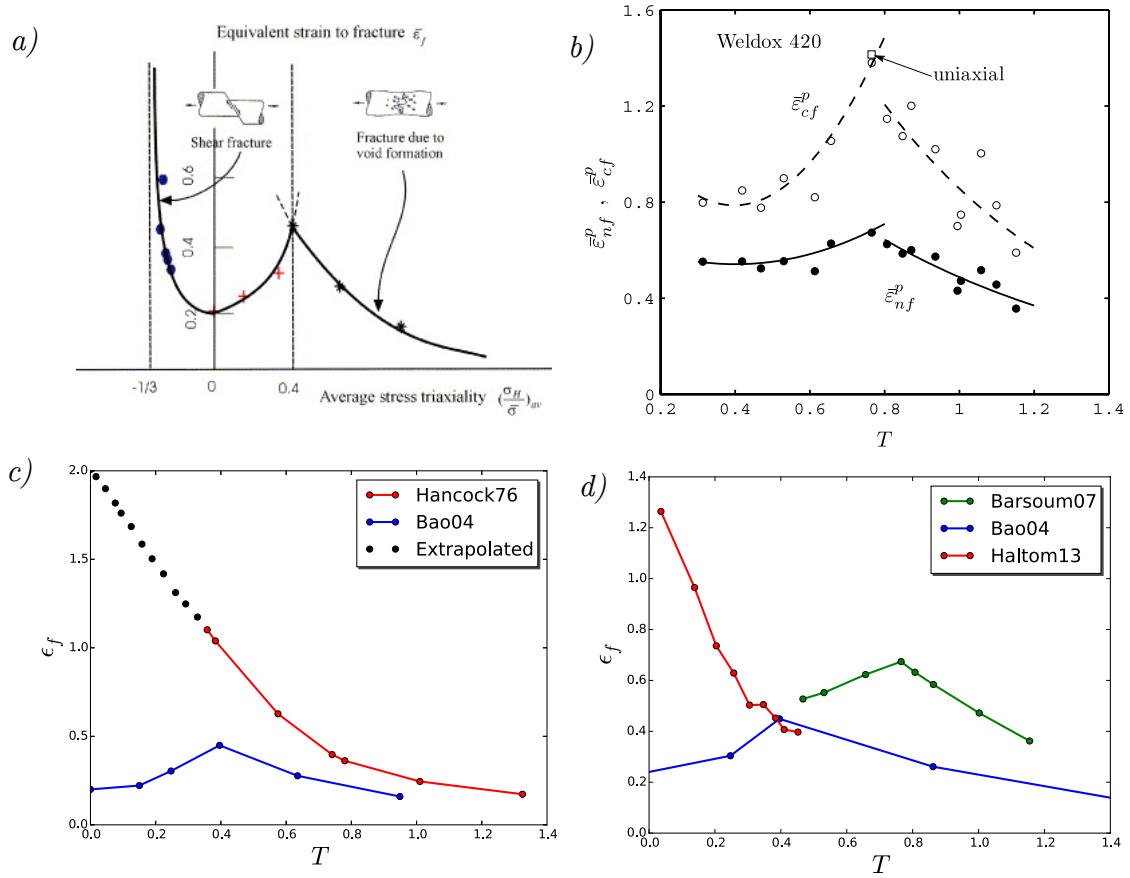 a)
Equivalent strain to fracture ε̄_f
Shear fracture
Fracture due to
void formation
0.6
0.4
0.2
-1/3
0
0.4
Average stress triaxiality (σ_H/σ̄)_av
b)
Weldox 420
uniaxial
ε̄^p_cf
ε̄^p_nf
ε̄^p_nf , ε̄^p_cf
1.6
1.2
0.8
0.4
0
0.2 0.4 0.6 0.8 1 1.2 1.4
T
c)
Hancock76
Bao04
Extrapolated
ϵ_f
2.0
1.5
1.0
0.5
0.0
0.0 0.2 0.4 0.6 0.8 1.0 1.2 1.4
T
d)
Barsoum07
Bao04
Haltom13
ϵ_f
1.4
1.2
1.0
0.8
0.6
0.4
0.2
0.0
0.0 0.2 0.4 0.6 0.8 1.0 1.2 1.4
T